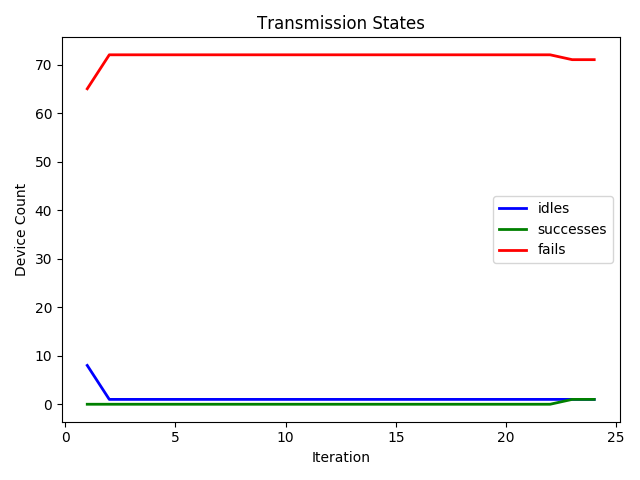 Transmission States
Device Count
70
60
50
40
30
20
10
0
idles
successes
fails
0 5 10 15 20 25
Iteration